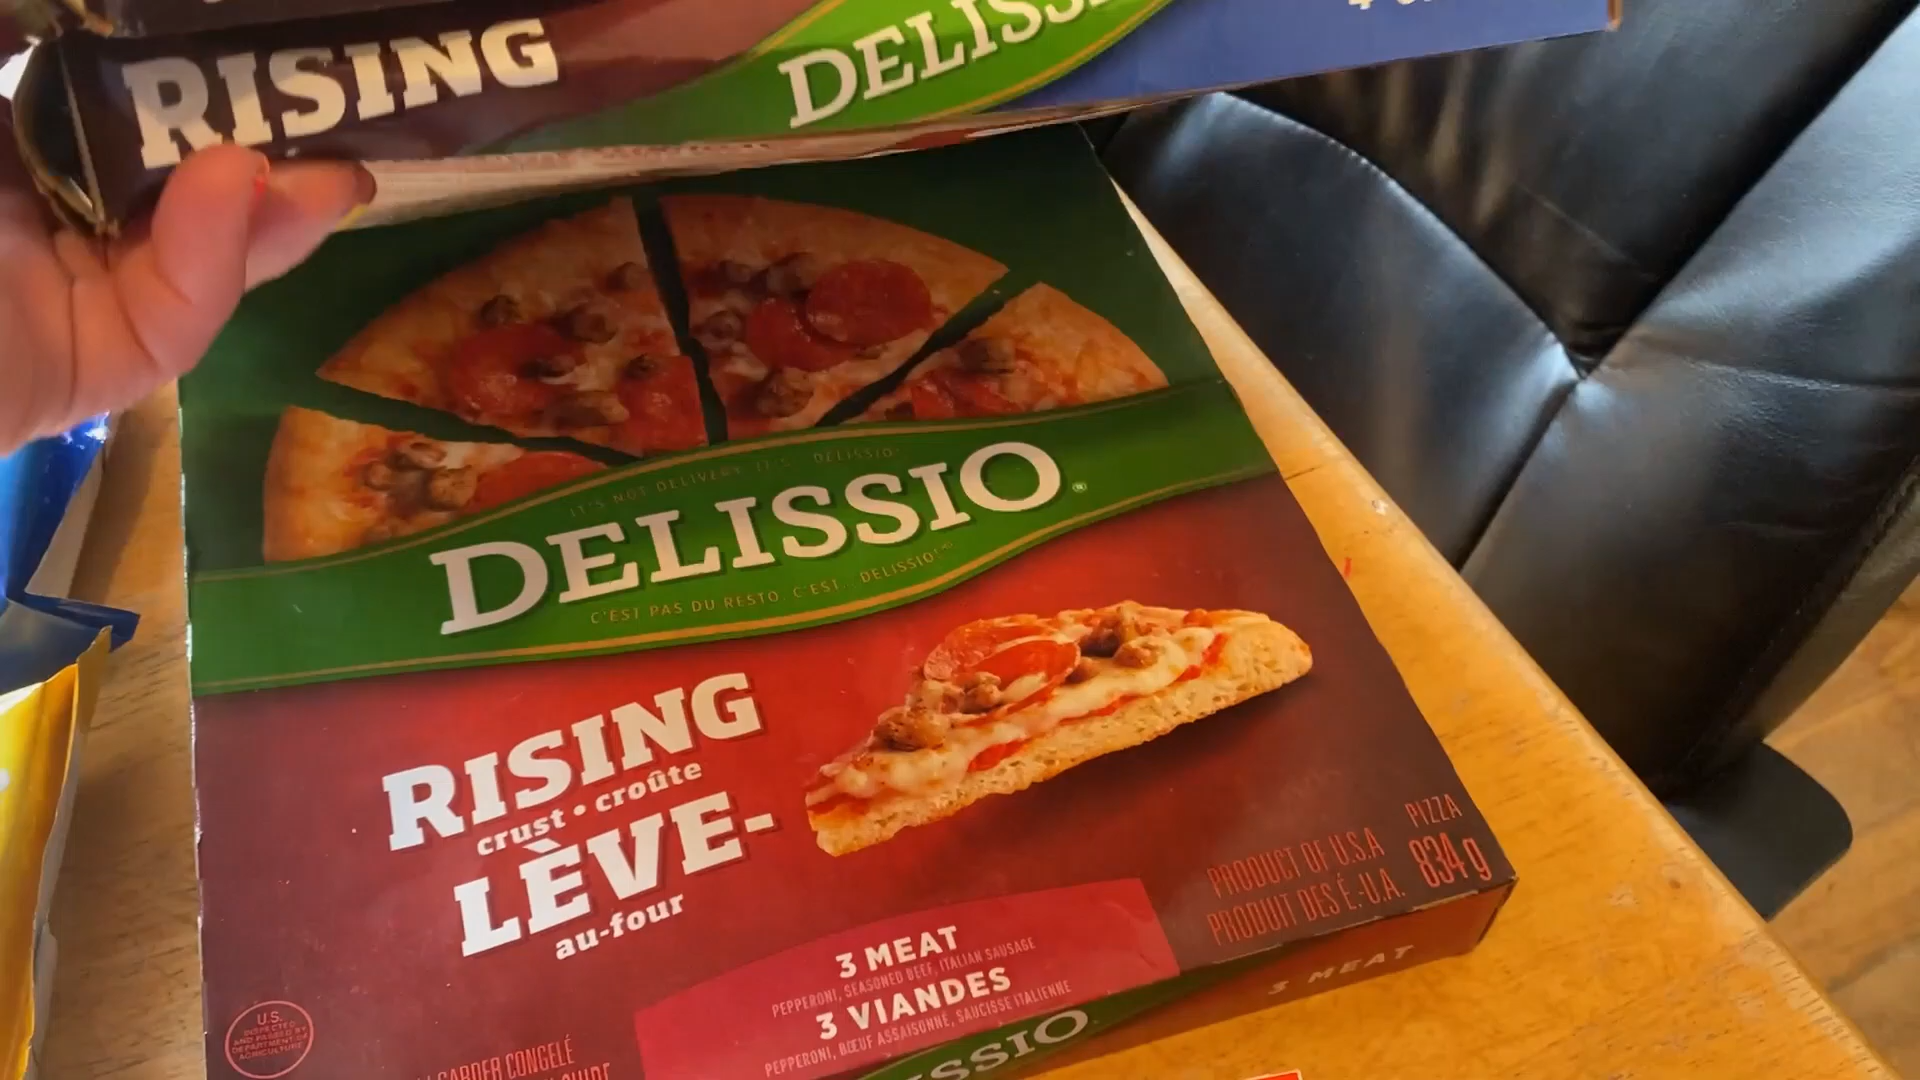 RISING
DELISS
IT'S NOT DELIVERY. IT'S... DELISSIO
DELISSIO
C'EST PAS DU RESTO. C'EST... DELISSIO!
RISING
crust • croûte
LÈVE-
au-four
PIZZA
834 g
PRODUCT OF U.S.A
PRODUIT DES É.-U.A.
3 MEAT
PEPPERONI, SEASONED BEEF, ITALIAN SAUSAGE
3 VIANDES
PEPPERONI, BŒUF ASSAISONNÉ, SAUCISSE ITALIENNE
U.S.
INSPECTED
AND PASSED BY
DEPARTMENT OF
AGRICULTURE
GARDER CONGELÉ
3 MEAT
SSIO